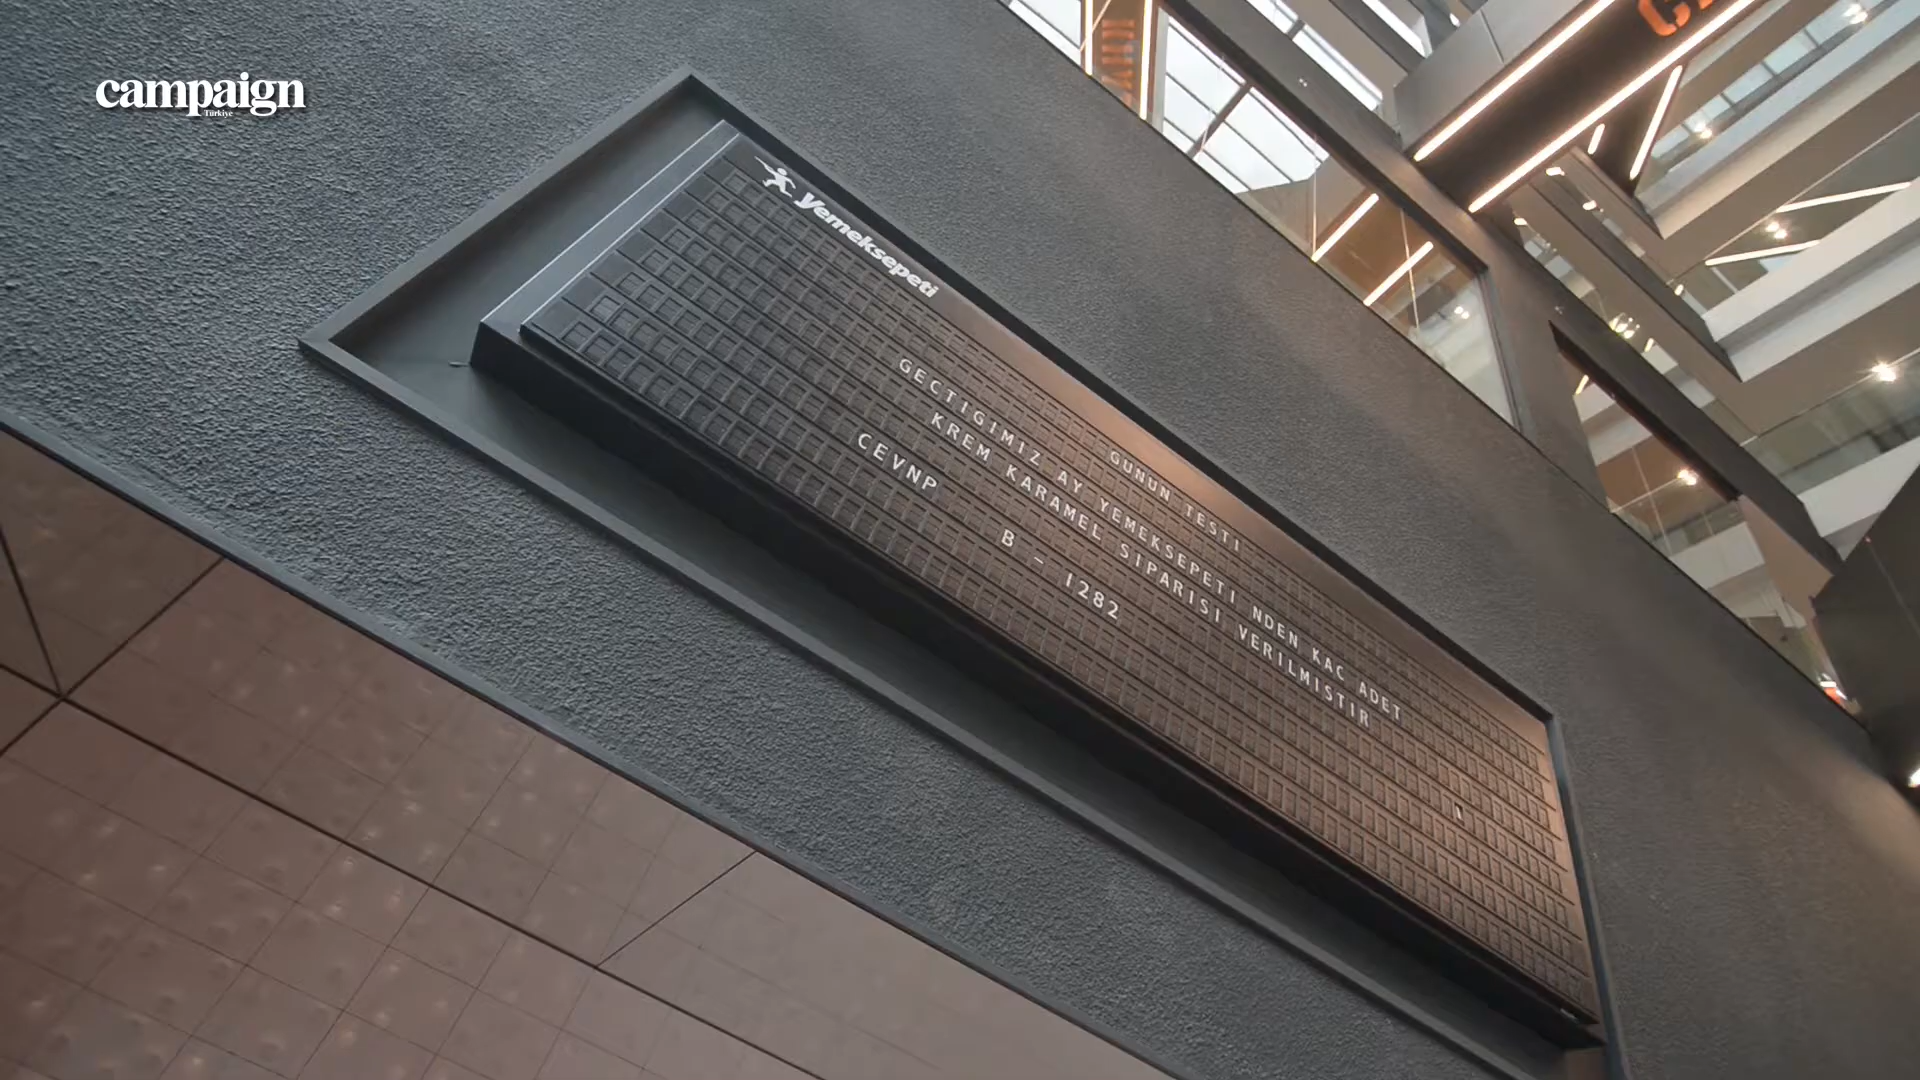 campaign
Türkiye
yemeksepeti
GUNUN TESTI
GECTIGIMIZ AY YEMEKSEPETI NDEN KAC ADET
KREM KARAMEL SIPARISI VERILMISTIR
CEVNP B - 1282